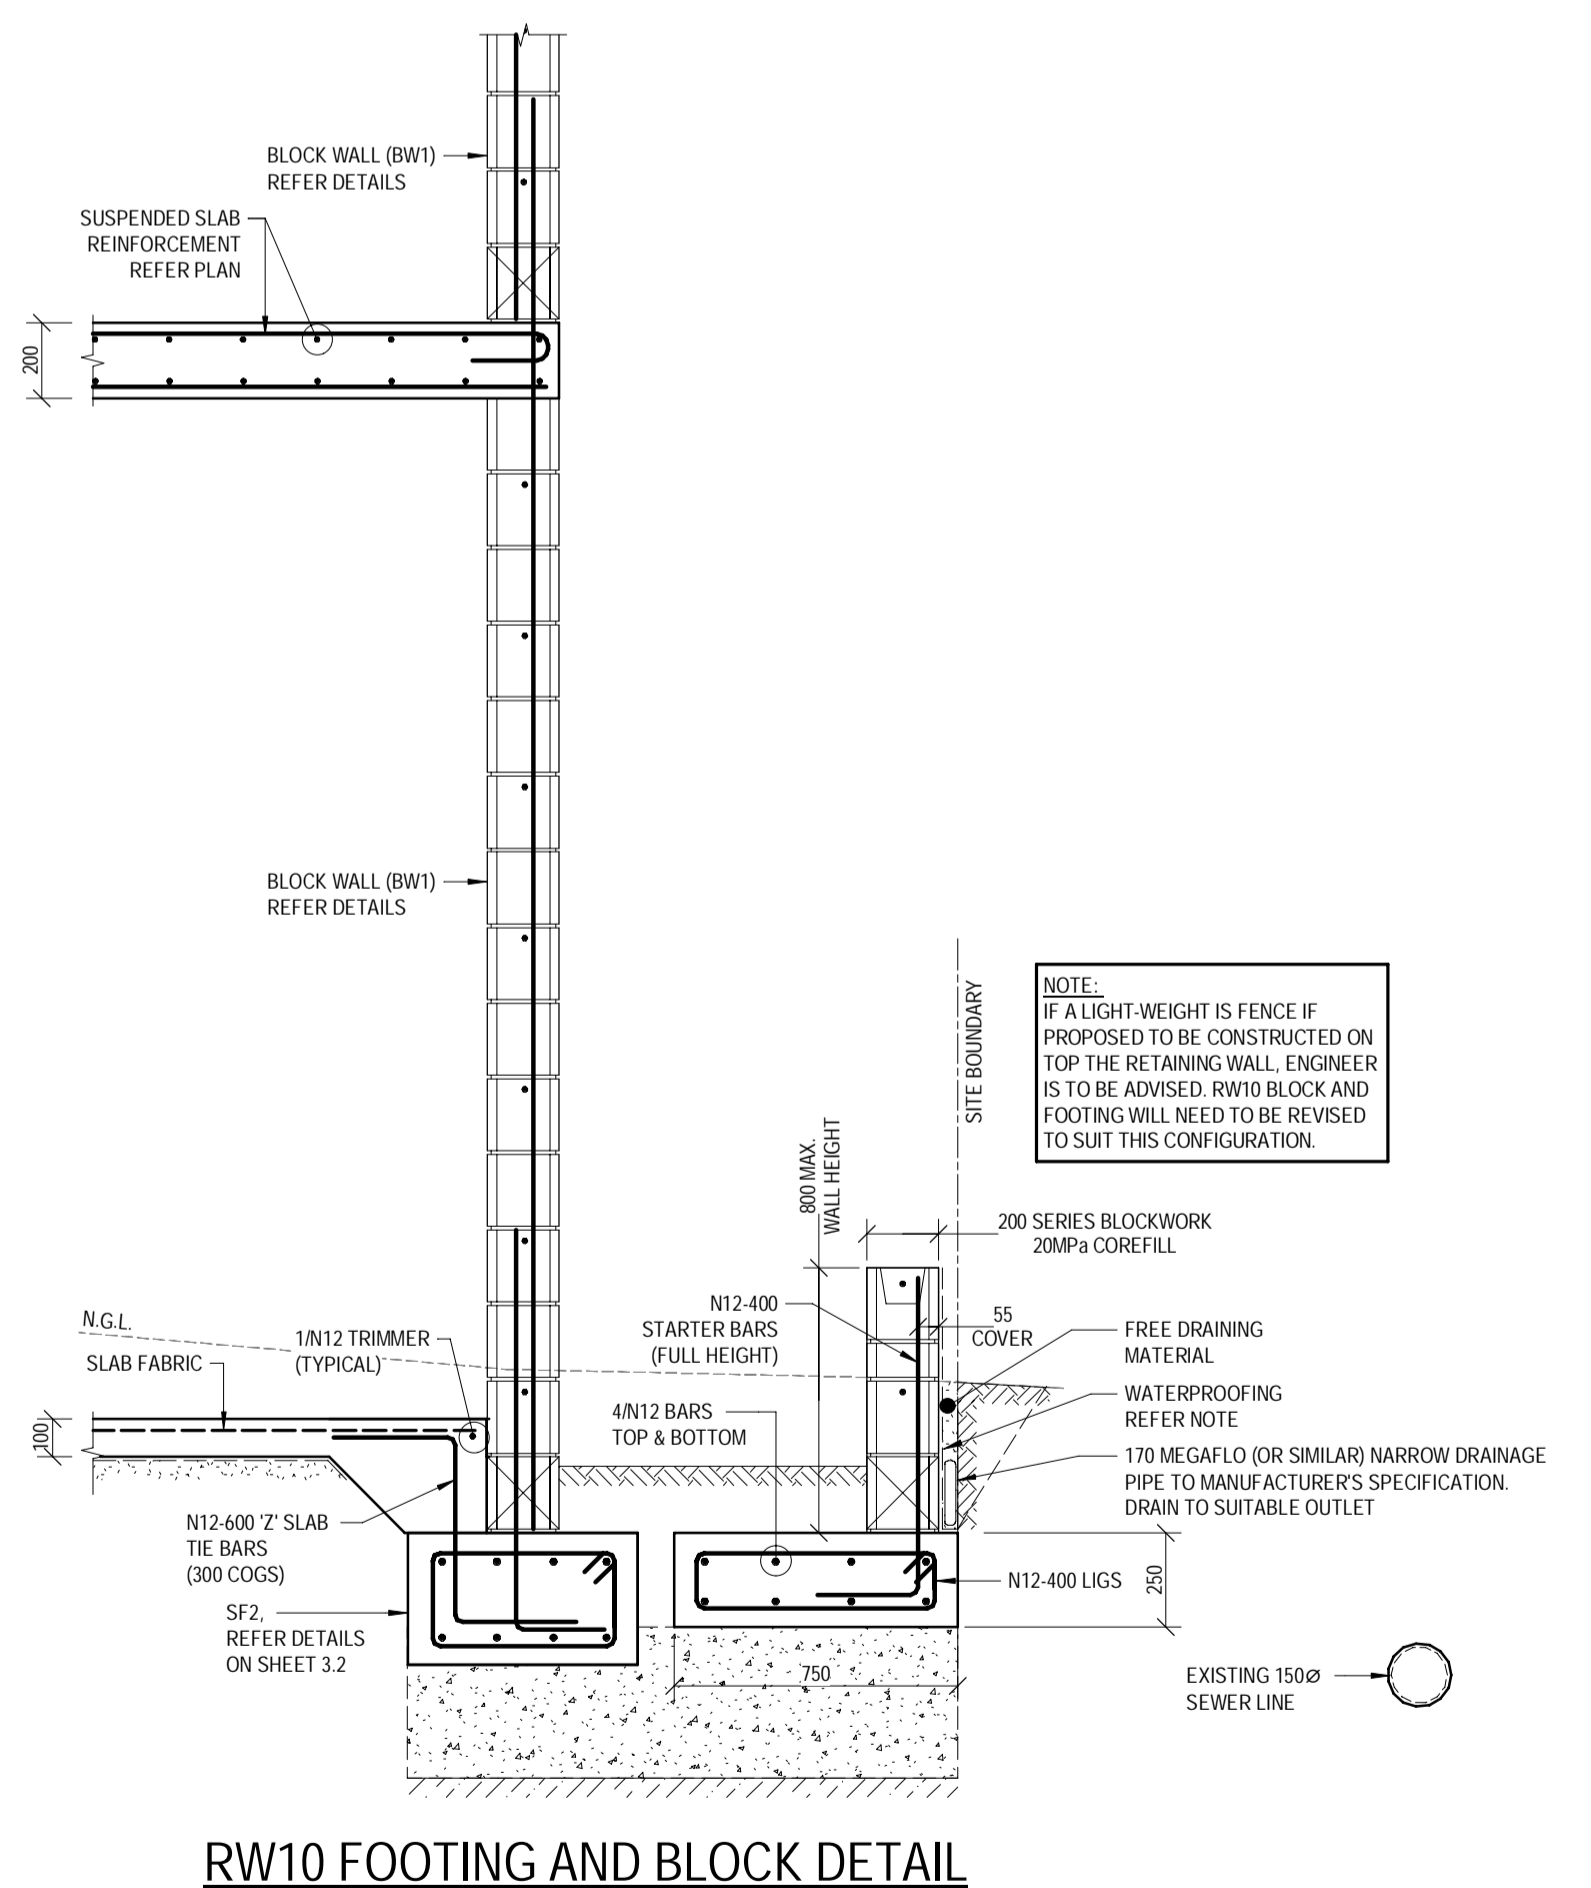 BLOCK WALL (BW1)
REFER DETAILS
SUSPENDED SLAB
REINFORCEMENT
REFER PLAN
200
BLOCK WALL (BW1)
REFER DETAILS
SITE BOUNDARY
NOTE:
IF A LIGHT-WEIGHT IS FENCE IF
PROPOSED TO BE CONSTRUCTED ON
TOP THE RETAINING WALL, ENGINEER
IS TO BE ADVISED. RW10 BLOCK AND
FOOTING WILL NEED TO BE REVISED
TO SUIT THIS CONFIGURATION.
800 MAX.
WALL HEIGHT
200 SERIES BLOCKWORK
20MPa COREFILL
N.G.L.
1/N12 TRIMMER
(TYPICAL)
SLAB FABRIC
N12-400
STARTER BARS
(FULL HEIGHT)
55
COVER
FREE DRAINING
MATERIAL
WATERPROOFING
REFER NOTE
4/N12 BARS
TOP & BOTTOM
100
170 MEGAFLO (OR SIMILAR) NARROW DRAINAGE
PIPE TO MANUFACTURER'S SPECIFICATION.
DRAIN TO SUITABLE OUTLET
N12-600 'Z' SLAB
TIE BARS
(300 COGS)
N12-400 LIGS
250
SF2,
REFER DETAILS
ON SHEET 3.2
750
EXISTING 150Ø
SEWER LINE
RW10 FOOTING AND BLOCK DETAIL